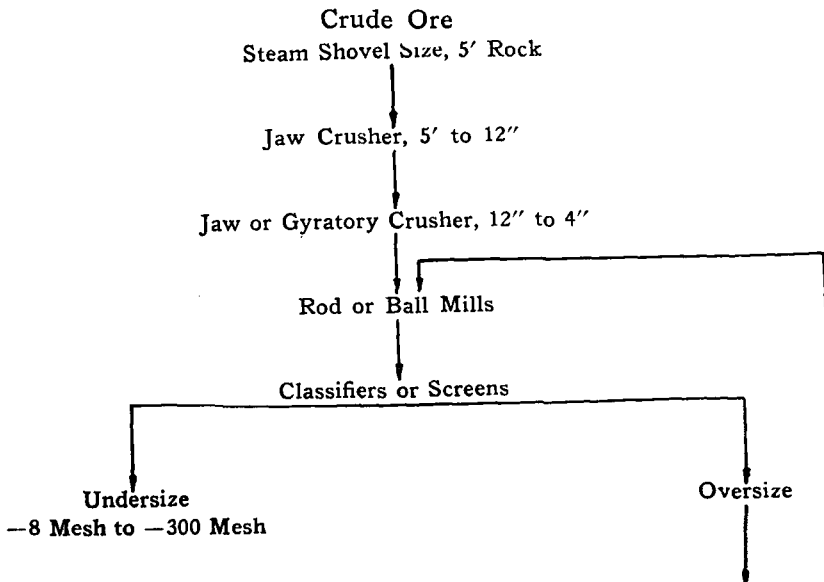 Crude Ore
Steam Shovel Size, 5′ Rock
Jaw Crusher, 5′ to 12″
Jaw or Gyratory Crusher, 12″ to 4″
Rod or Ball Mills
Classifiers or Screens
Undersize
—8 Mesh to —300 Mesh
Oversize